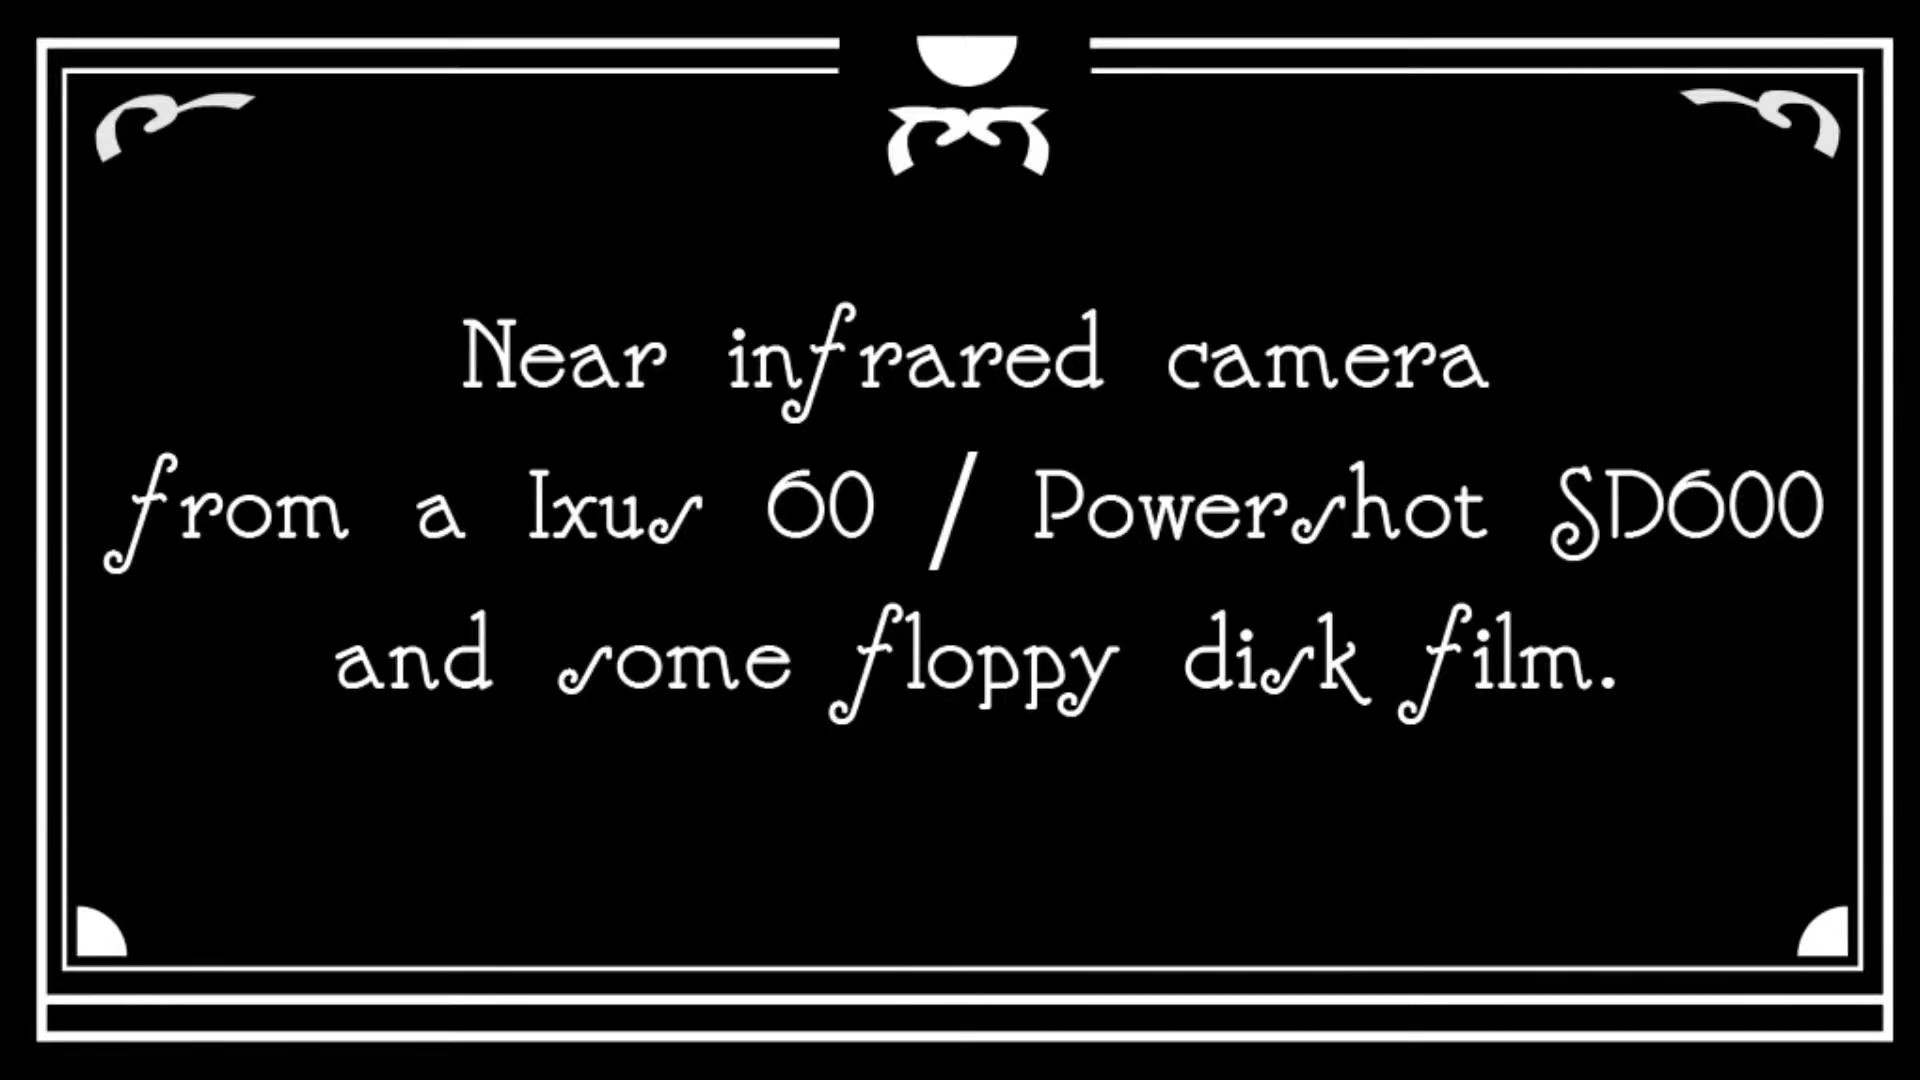 Near infrared camera
from a Ixus 60 / Powershot SD600
and some floppy disk film.